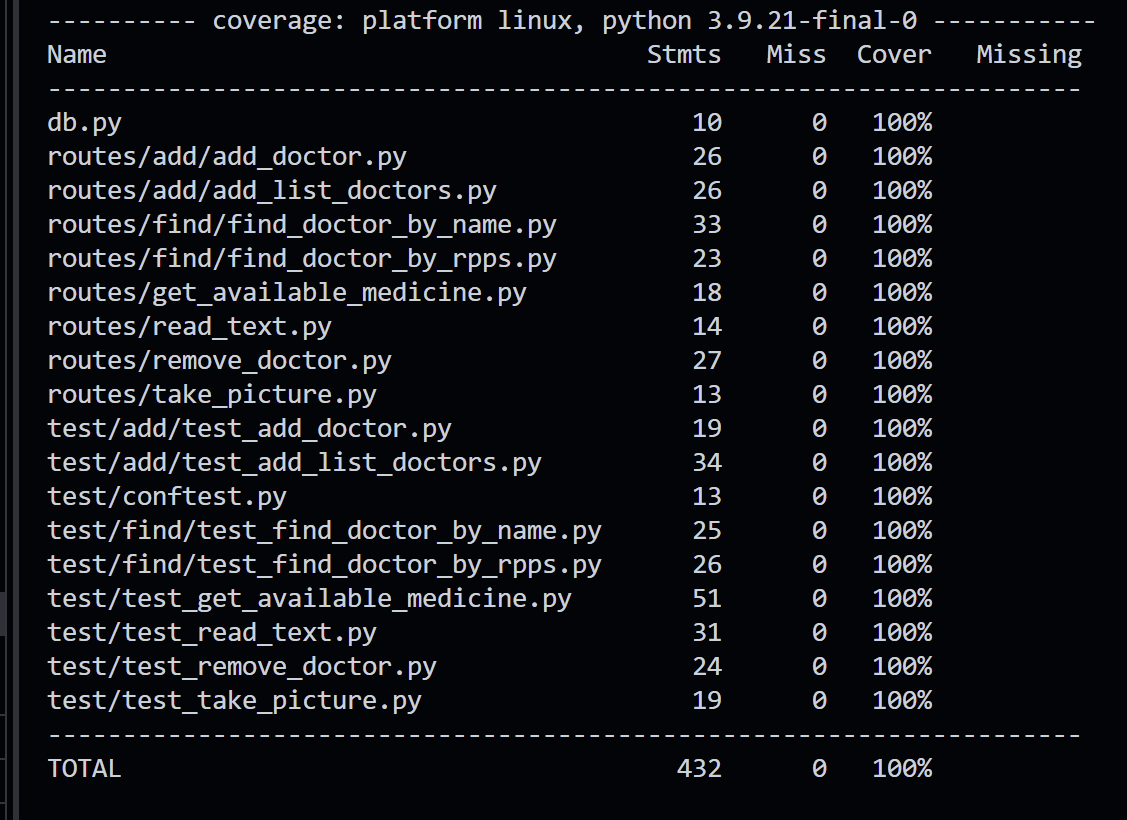 ---------- coverage: platform linux, python 3.9.21-final-0 -----------
Name                                    Stmts   Miss  Cover   Missing
---------------------------------------------------------------------
db.py                                      10      0   100%
routes/add/add_doctor.py                   26      0   100%
routes/add/add_list_doctors.py             26      0   100%
routes/find/find_doctor_by_name.py         33      0   100%
routes/find/find_doctor_by_rpps.py         23      0   100%
routes/get_available_medicine.py           18      0   100%
routes/read_text.py                        14      0   100%
routes/remove_doctor.py                    27      0   100%
routes/take_picture.py                     13      0   100%
test/add/test_add_doctor.py                19      0   100%
test/add/test_add_list_doctors.py          34      0   100%
test/conftest.py                           13      0   100%
test/find/test_find_doctor_by_name.py      25      0   100%
test/find/test_find_doctor_by_rpps.py      26      0   100%
test/test_get_available_medicine.py        51      0   100%
test/test_read_text.py                     31      0   100%
test/test_remove_doctor.py                 24      0   100%
test/test_take_picture.py                  19      0   100%
---------------------------------------------------------------------
TOTAL                                     432      0   100%